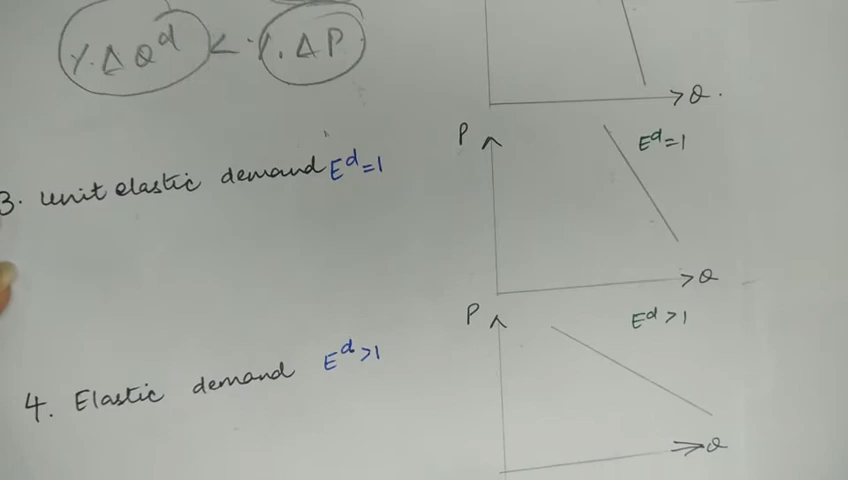 %.ΔQᵈ < %.ΔP
Q
P
Eᵈ=1
3. Unit elastic demand Eᵈ=1
Q
P
Eᵈ>1
4. Elastic demand Eᵈ>1
Q